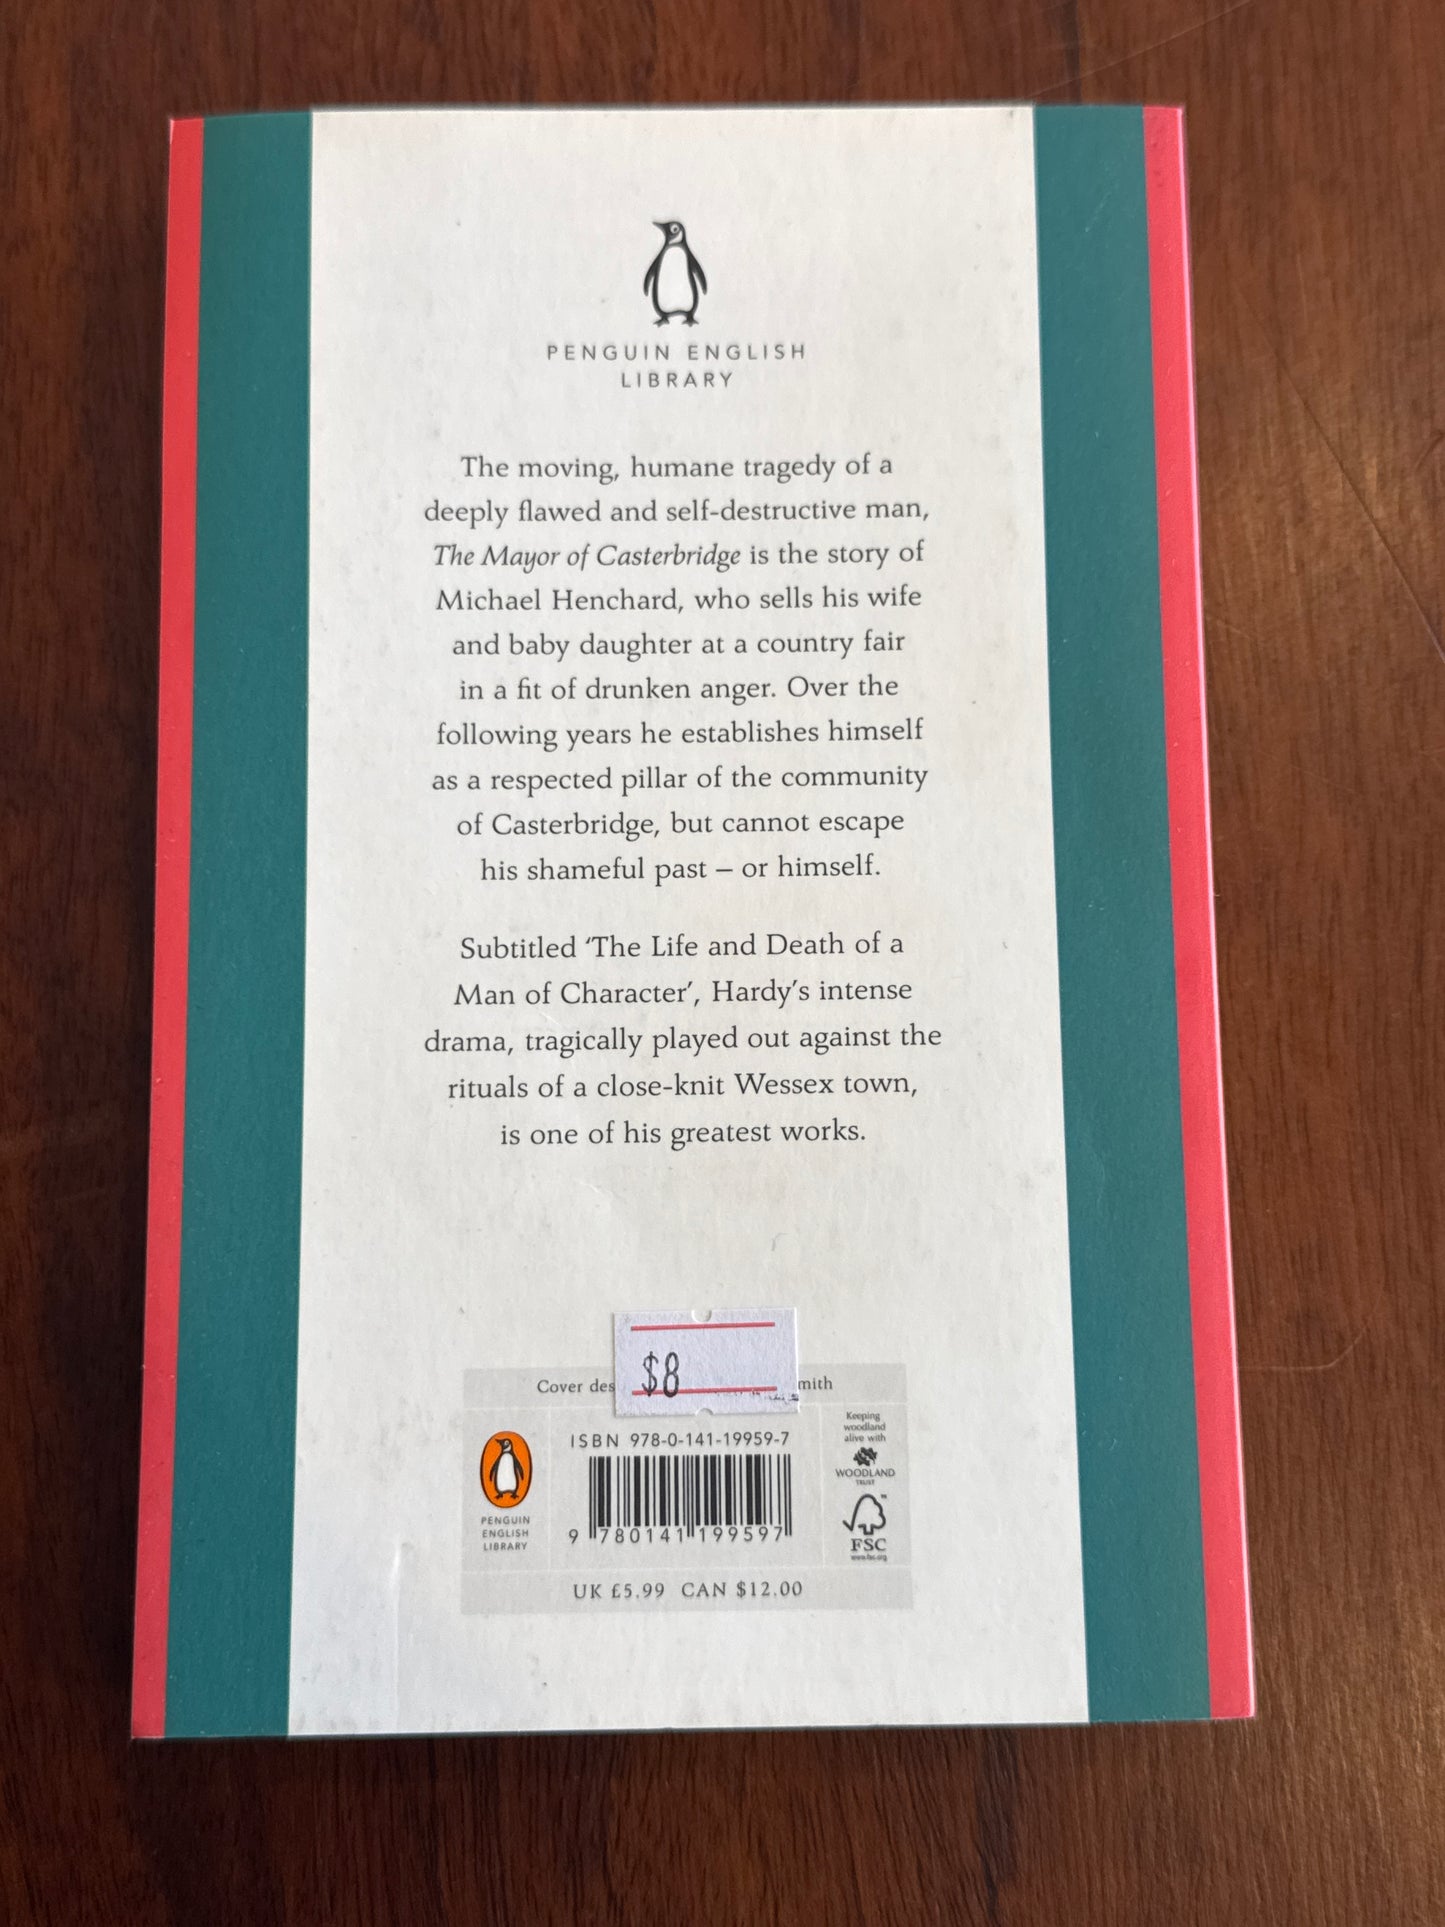 PENGUIN ENGLISH
LIBRARY
The moving, humane tragedy of a
deeply flawed and self-destructive man,
The Mayor of Casterbridge is the story of
Michael Henchard, who sells his wife
and baby daughter at a country fair
in a fit of drunken anger. Over the
following years he establishes himself
as a respected pillar of the community
of Casterbridge, but cannot escape
his shameful past – or himself.
Subtitled ‘The Life and Death of a
Man of Character’, Hardy’s intense
drama, tragically played out against the
rituals of a close-knit Wessex town,
is one of his greatest works.
$8
Cover des
mith
ISBN 978-0-141-19959-7
9 780141 199597
PENGUIN
ENGLISH
LIBRARY
Keeping
woodland
alive with
WOODLAND
TRUST
™
FSC
www.fsc.org
UK £5.99 CAN $12.00